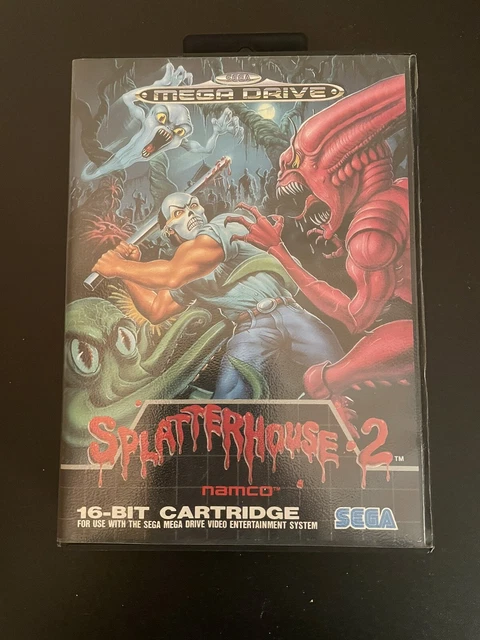 SEGA
MEGA DRIVE
SPLATTERHOUSE 2 ™
namco™
16-BIT CARTRIDGE
FOR USE WITH THE SEGA MEGA DRIVE VIDEO ENTERTAINMENT SYSTEM
SEGA